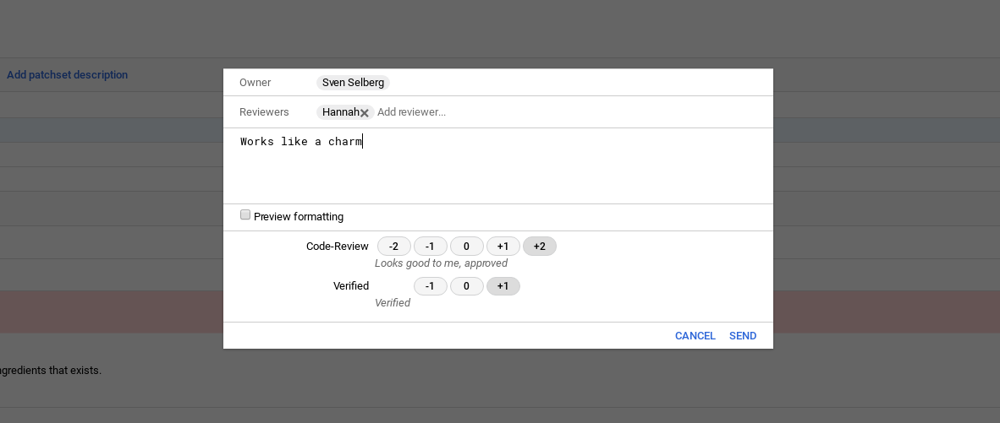 Add patchset description
Owner Sven Selberg
Reviewers Hannah Add reviewer...
Works like a charm
Preview formatting
Code-Review -2 -1 0 +1 +2
Looks good to me, approved
Verified -1 0 +1
Verified
CANCEL SEND
ngredients that exists.